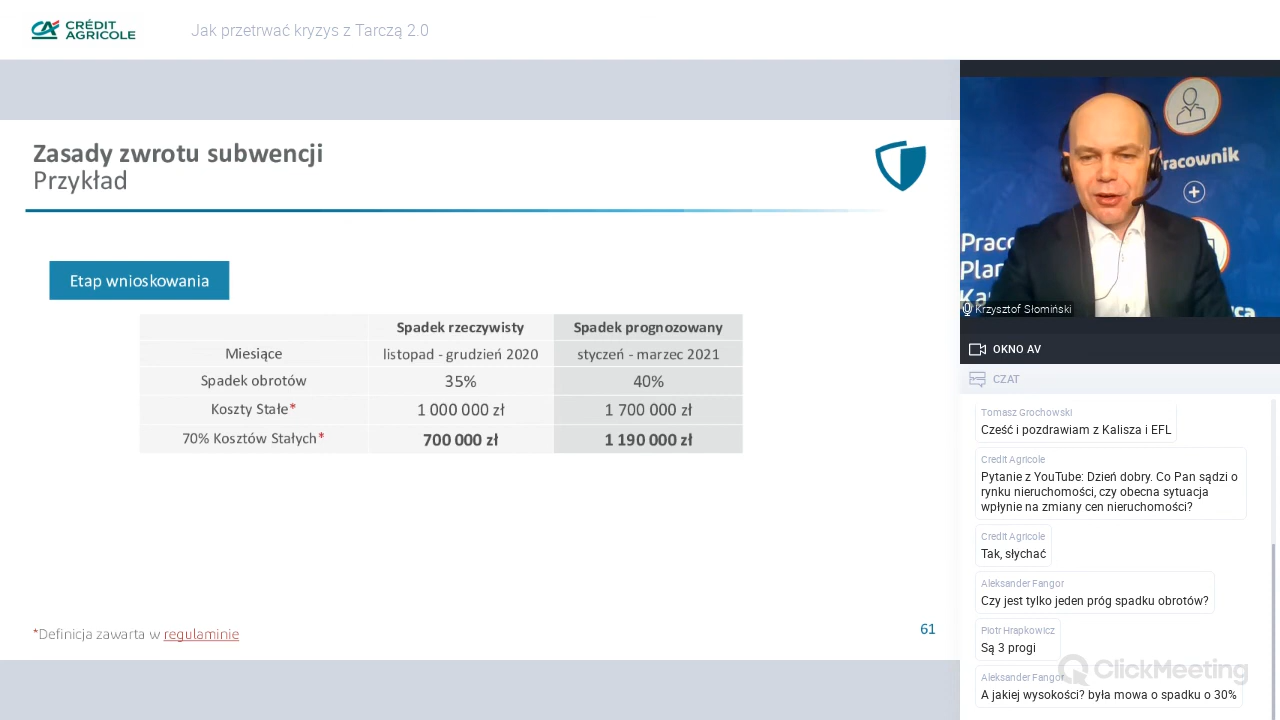 CRÉDIT
AGRICOLE
Jak przetrwać kryzys z Tarczą 2.0
Zasady zwrotu subwencji
Przykład
Etap wnioskowania
Spadek rzeczywisty Spadek prognozowany
Miesiące listopad - grudzień 2020 styczeń - marzec 2021
Spadek obrotów 35% 40%
Koszty Stałe* 1 000 000 zł 1 700 000 zł
70% Kosztów Stałych* 700 000 zł 1 190 000 zł
*Definicja zawarta w regulaminie
61
racownik
Krzysztof Słomiński
OKNO AV
CZAT
Tomasz Grochowski
Cześć i pozdrawiam z Kalisza i EFL
Credit Agricole
Pytanie z YouTube: Dzień dobry. Co Pan sądzi o
rynku nieruchomości, czy obecna sytuacja
wpłynie na zmiany cen nieruchomości?
Credit Agricole
Tak, słychać
Aleksander Fangor
Czy jest tylko jeden próg spadku obrotów?
Piotr Hrapkowicz
Są 3 progi
ClickMeeting
Aleksander Fangor
A jakiej wysokości? była mowa o spadku o 30%